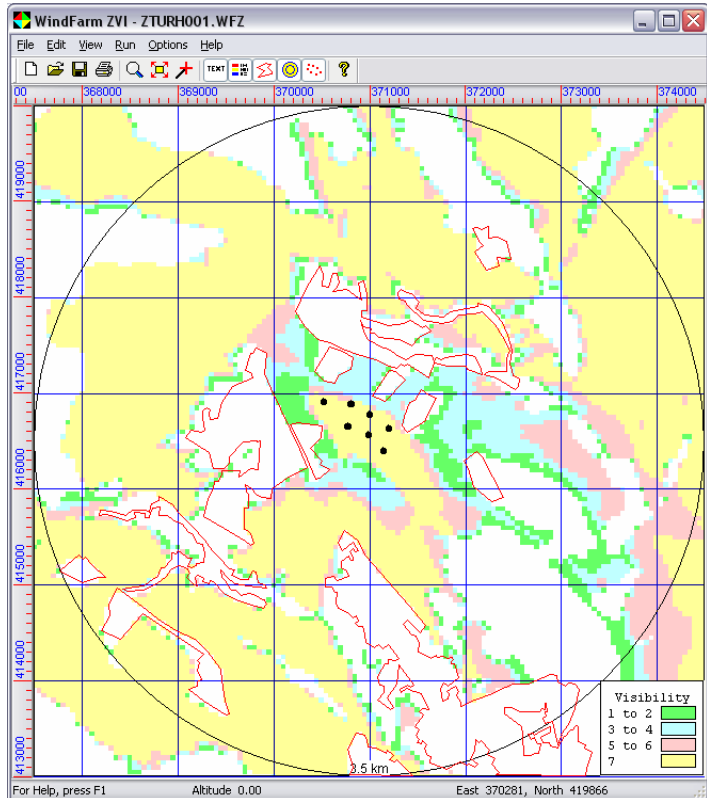 WindFarm ZVI - ZTURH001.WFZ
File Edit View Run Options Help
TEXT
00 368000 369000 370000 371000 372000 373000 374000
419000
418000
417000
416000
415000
414000
413000
3.5 km
Visibility
1 to 2
3 to 4
5 to 6
7
For Help, press F1 Altitude 0.00 East 370281, North 419866